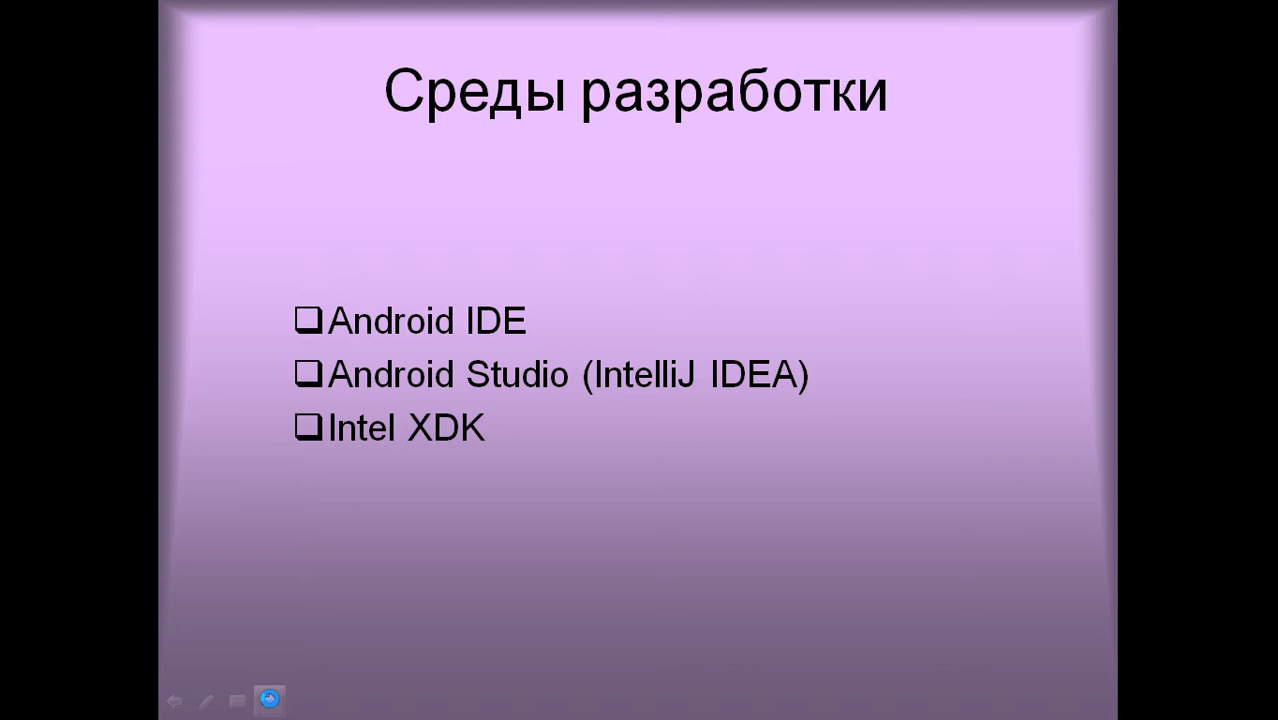 Среды разработки
Android IDE
Android Studio (IntelliJ IDEA)
Intel XDK